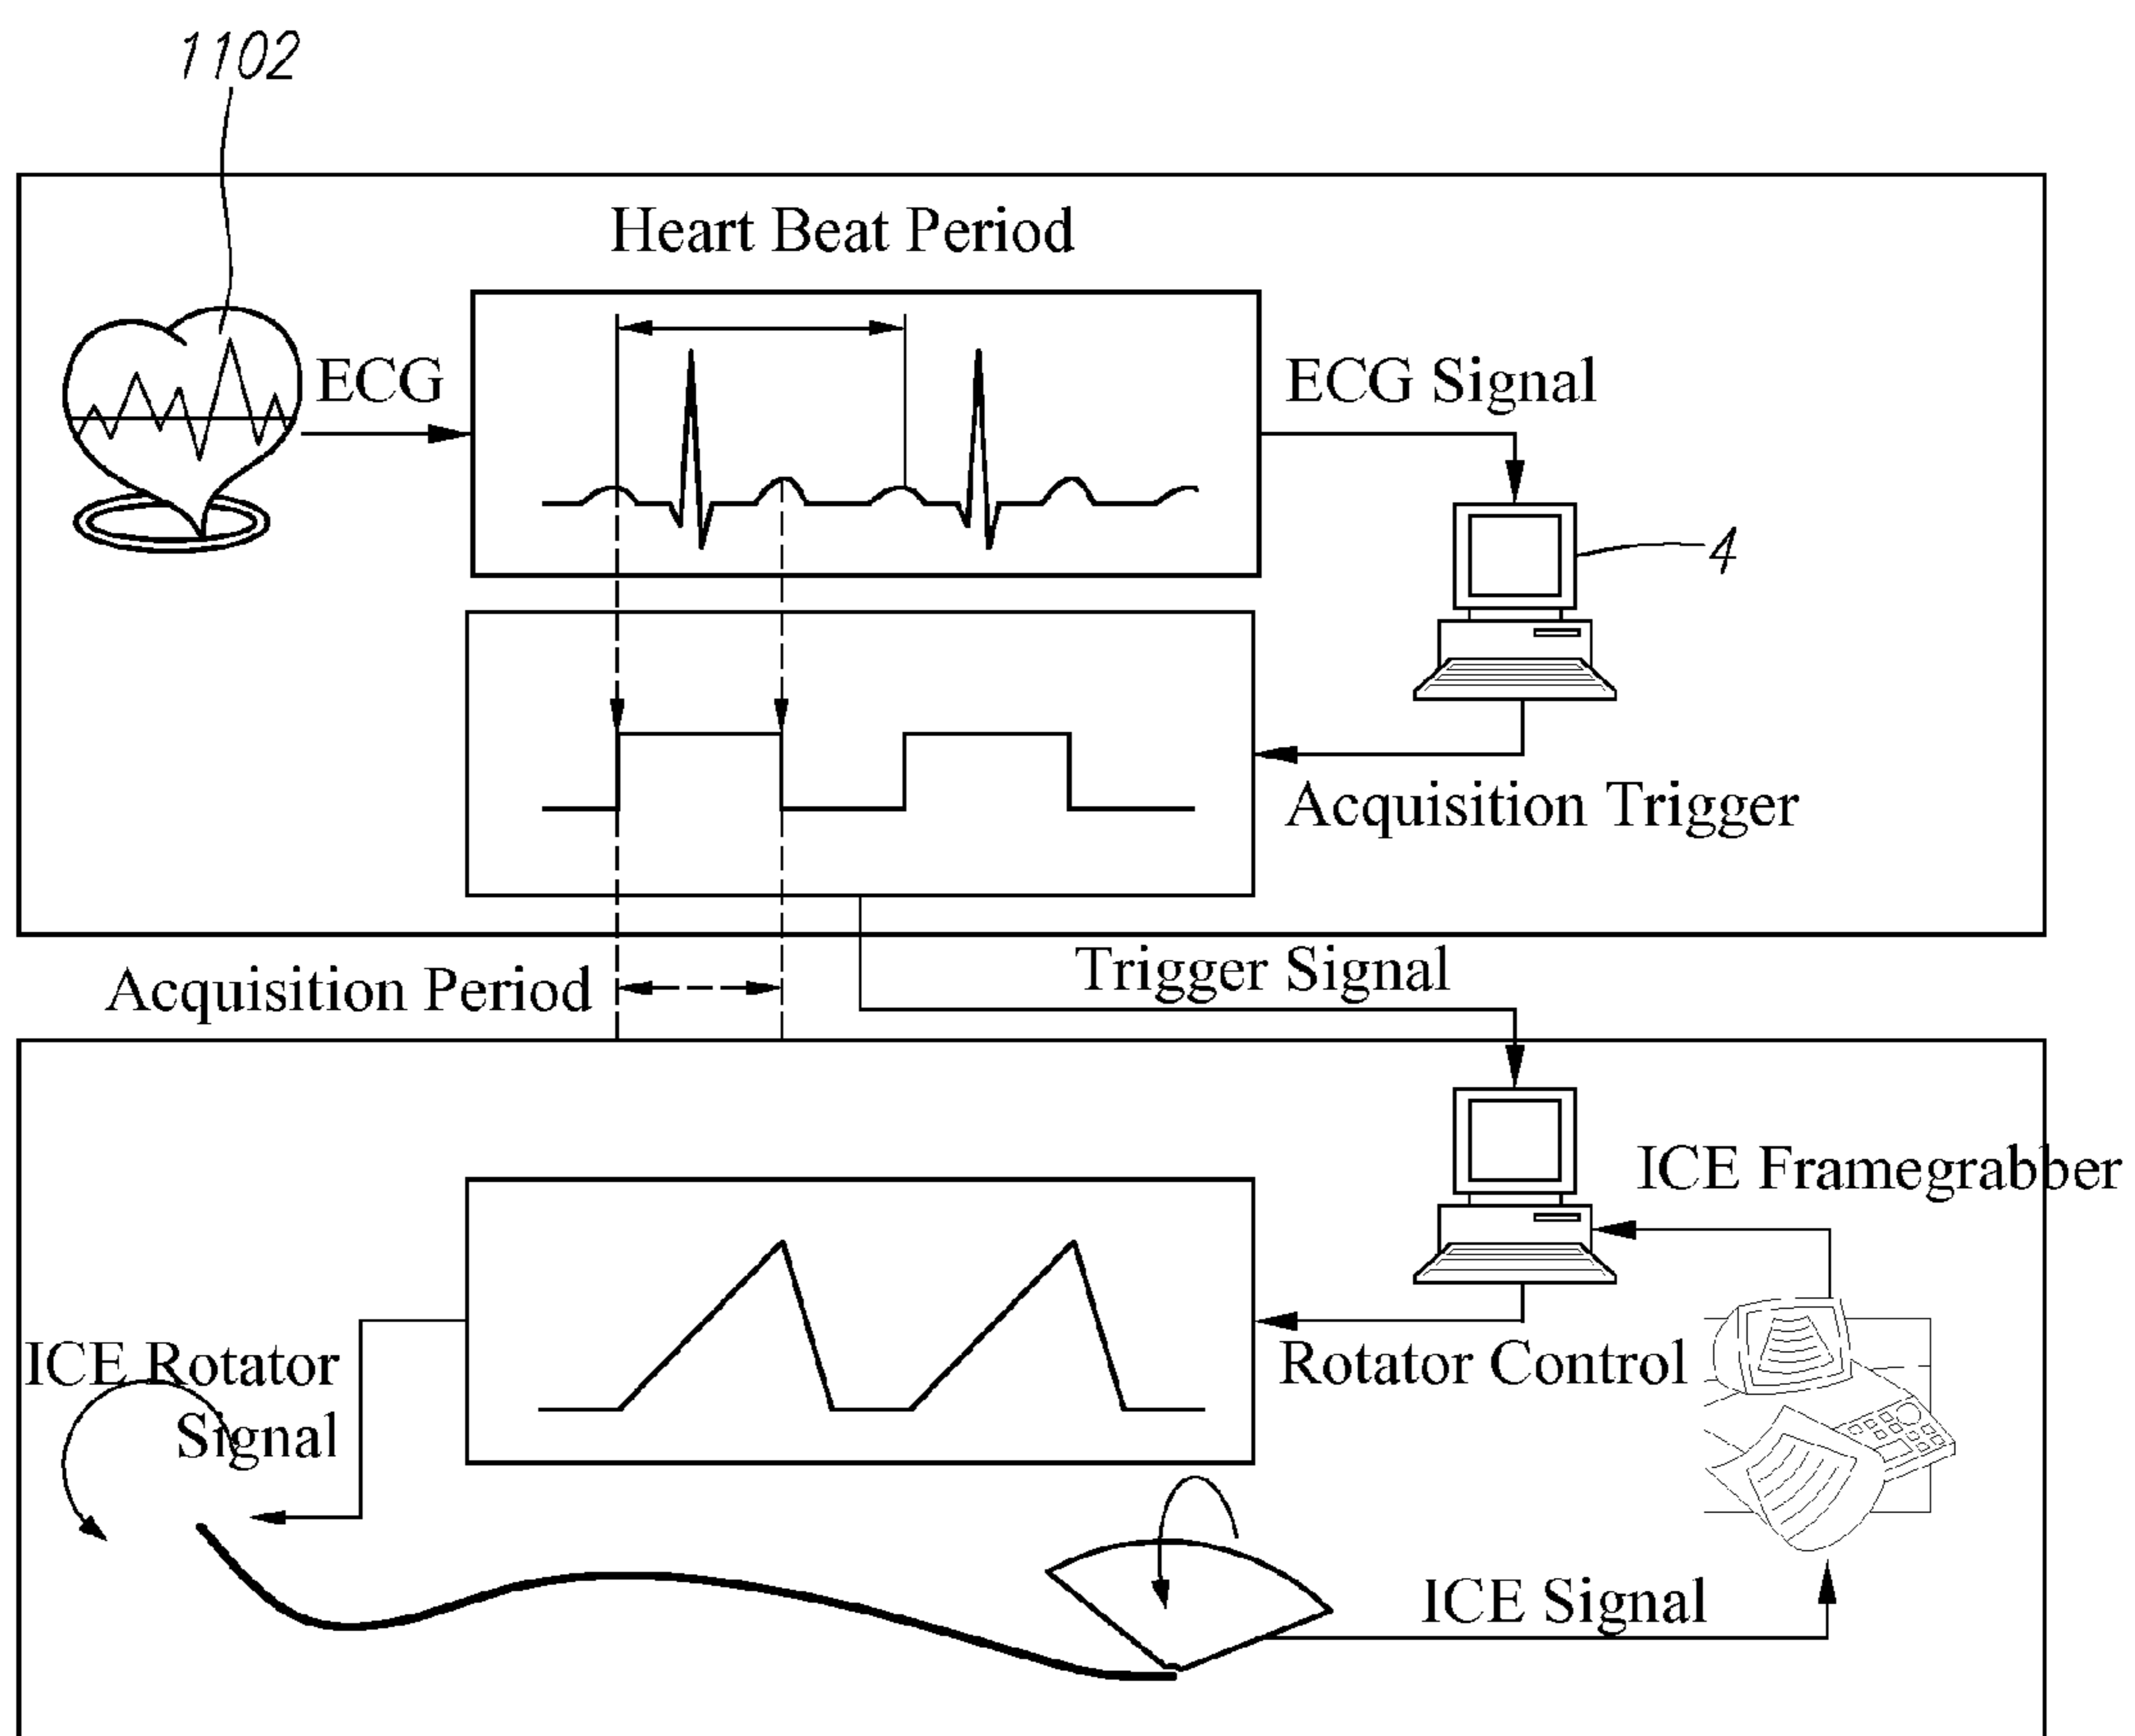 1102
Heart Beat Period
ECG
ECG Signal
4
Acquisition Trigger
Acquisition Period
Trigger Signal
ICE Framegrabber
ICE Rotator
Signal
Rotator Control
ICE Signal